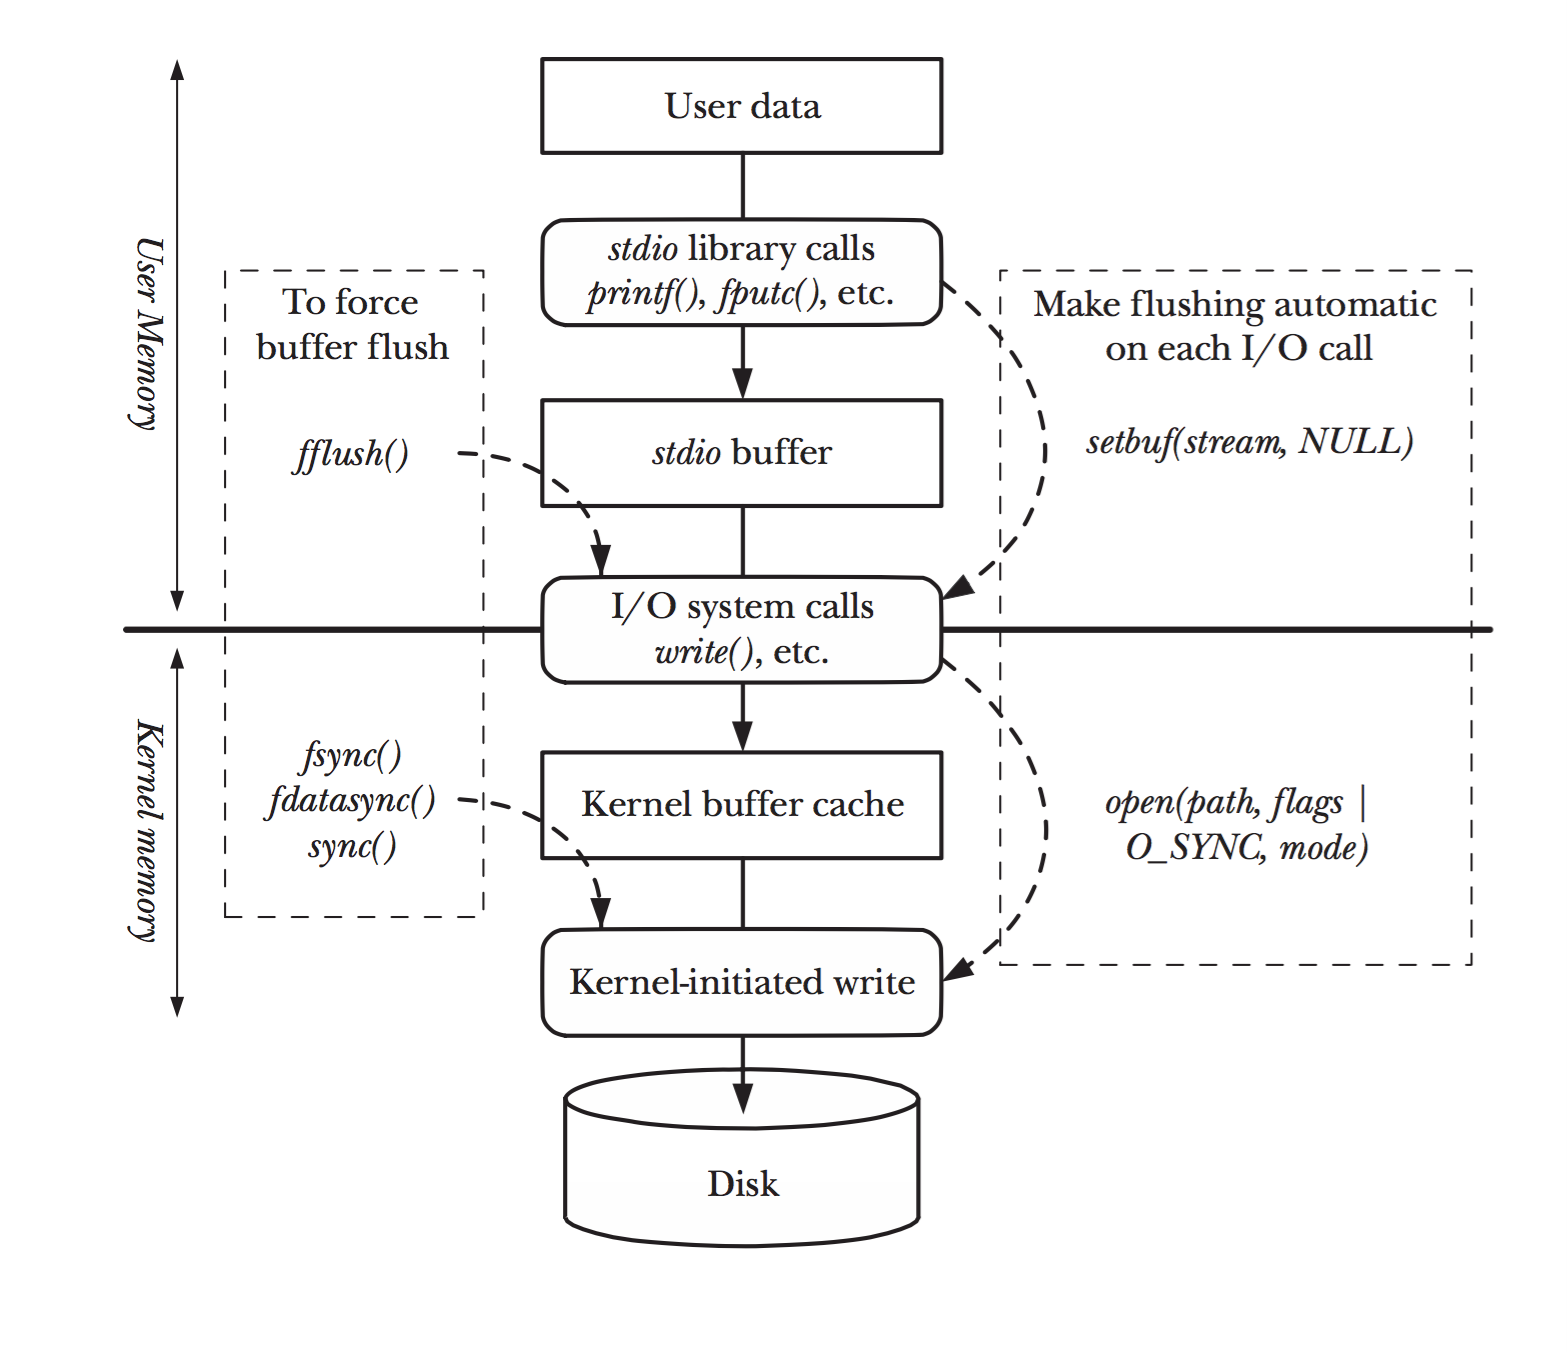 User data
stdio library calls
printf(), fputc(), etc.
To force
buffer flush
Make flushing automatic
on each I/O call
User Memory
fflush()
stdio buffer
setbuf(stream, NULL)
I/O system calls
write(), etc.
Kernel memory
fsync()
fdatasync()
sync()
Kernel buffer cache
open(path, flags |
O_SYNC, mode)
Kernel-initiated write
Disk